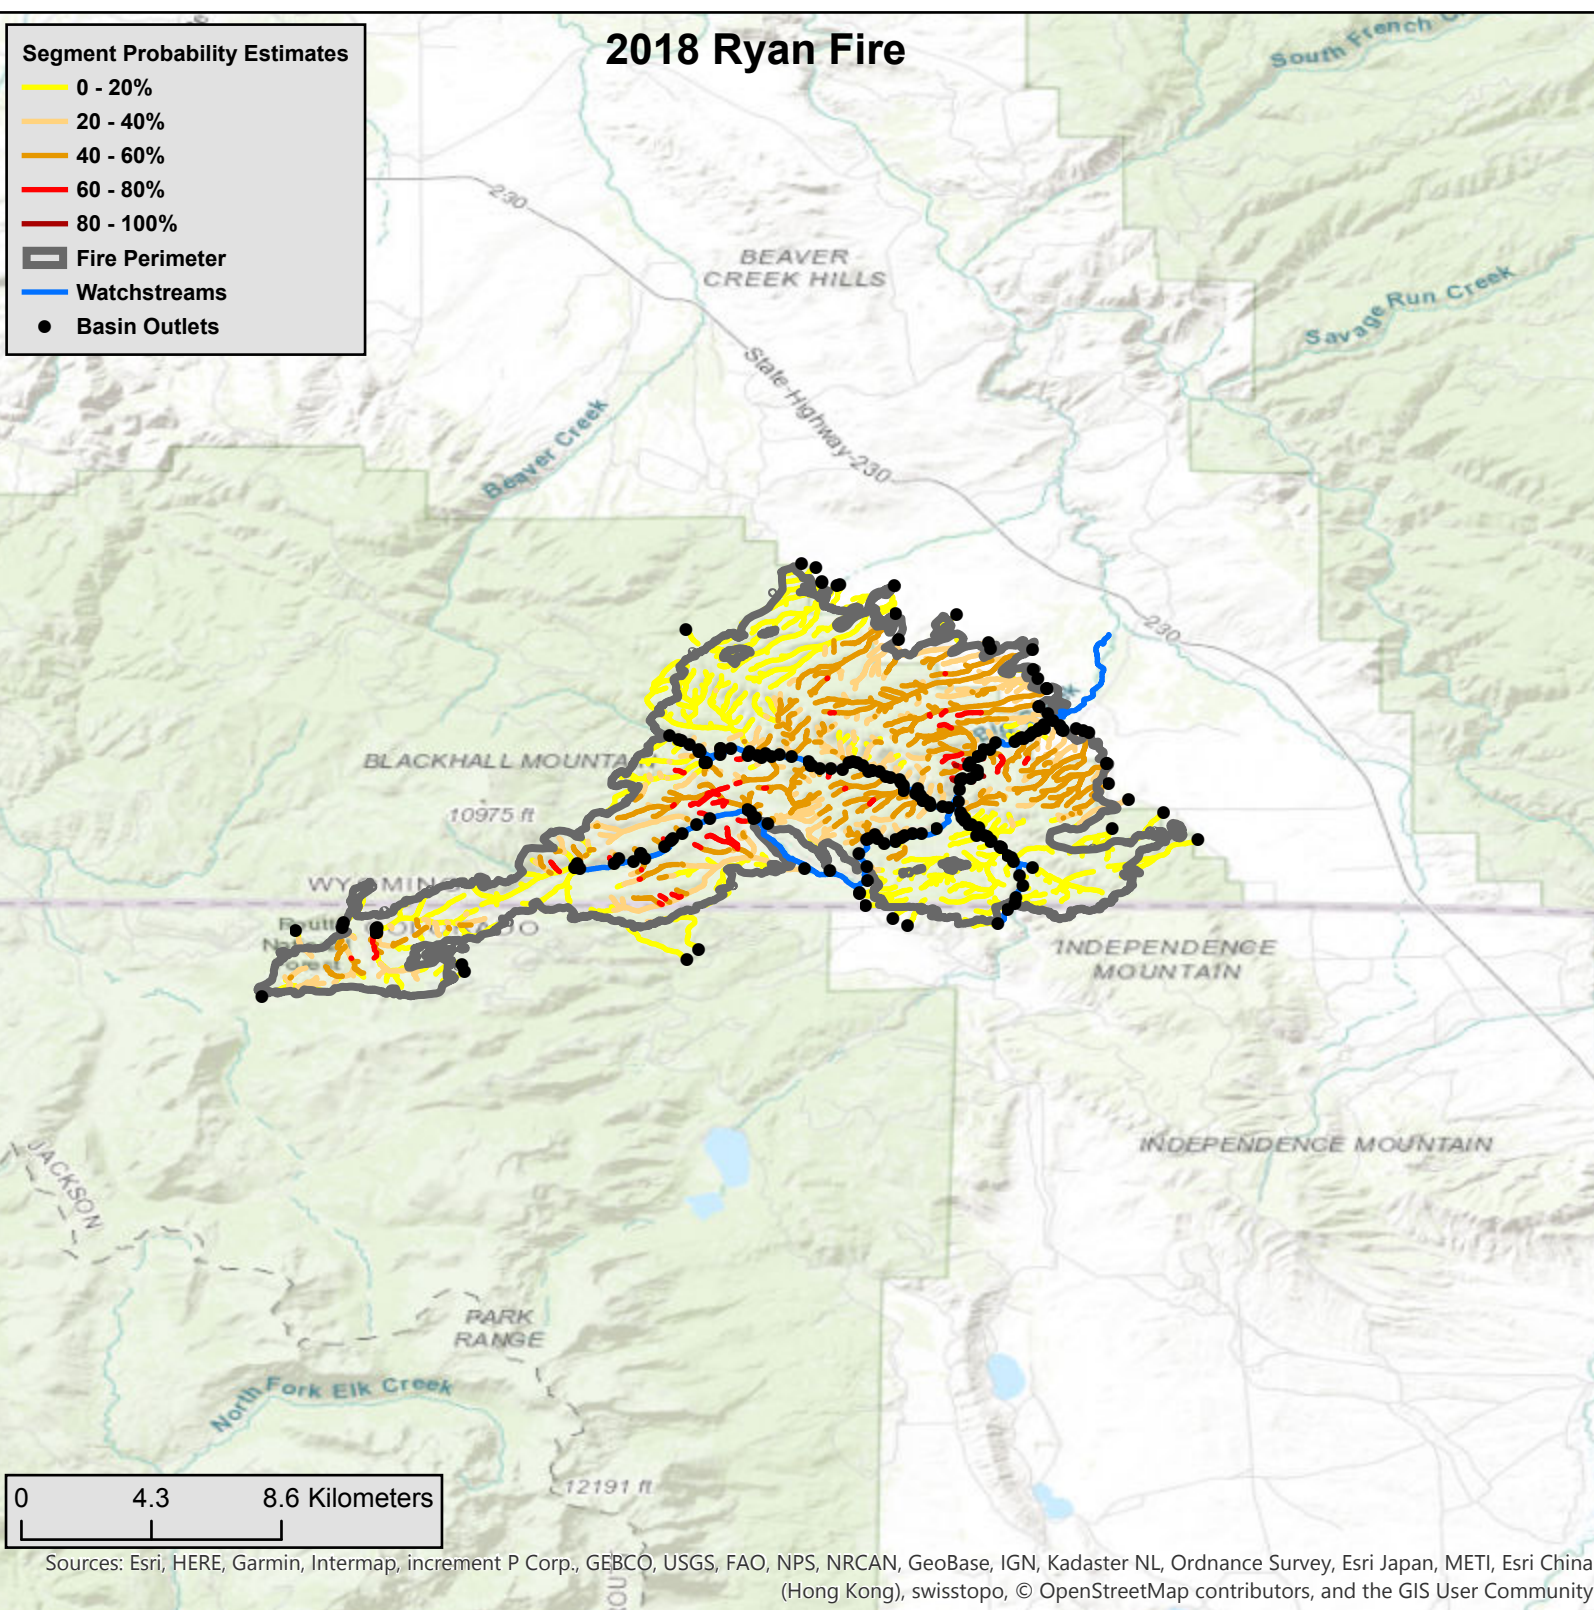 2018 Ryan Fire
Segment Probability Estimates
0 - 20%
20 - 40%
40 - 60%
60 - 80%
80 - 100%
Fire Perimeter
Watchstreams
Basin Outlets
South French
230
BEAVER
CREEK HILLS
Savage Run Creek
State Highway 230
Beaver Creek
230
BLACKHALL MOUNTA
10975 ft
WYOMING
COLORADO
INDEPENDENCE
MOUNTAIN
INDEPENDENCE MOUNTAIN
JACKSON
PARK
RANGE
North Fork Elk Creek
12191 ft
0 4.3 8.6 Kilometers
Sources: Esri, HERE, Garmin, Intermap, increment P Corp., GEBCO, USGS, FAO, NPS, NRCAN, GeoBase, IGN, Kadaster NL, Ordnance Survey, Esri Japan, METI, Esri China
(Hong Kong), swisstopo, © OpenStreetMap contributors, and the GIS User Community